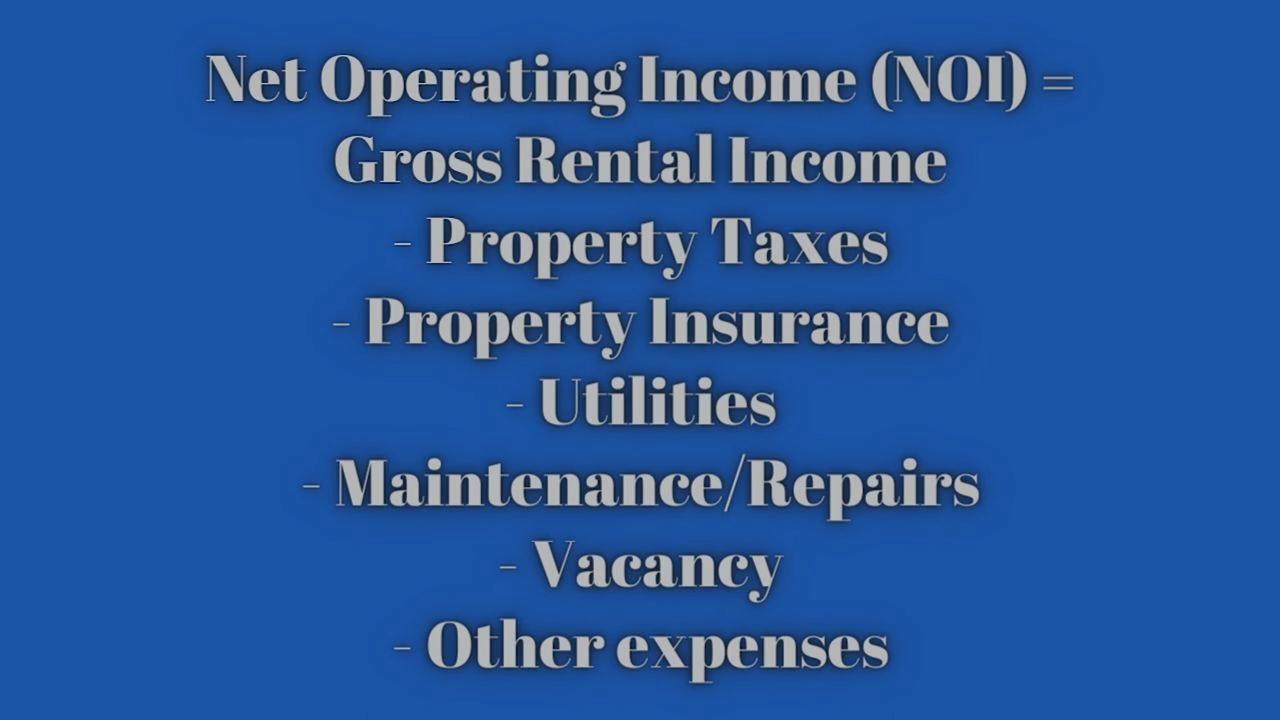 Net Operating Income (NOI) =
Gross Rental Income
- Property Taxes
- Property Insurance
- Utilities
- Maintenance/Repairs
- Vacancy
- Other expenses